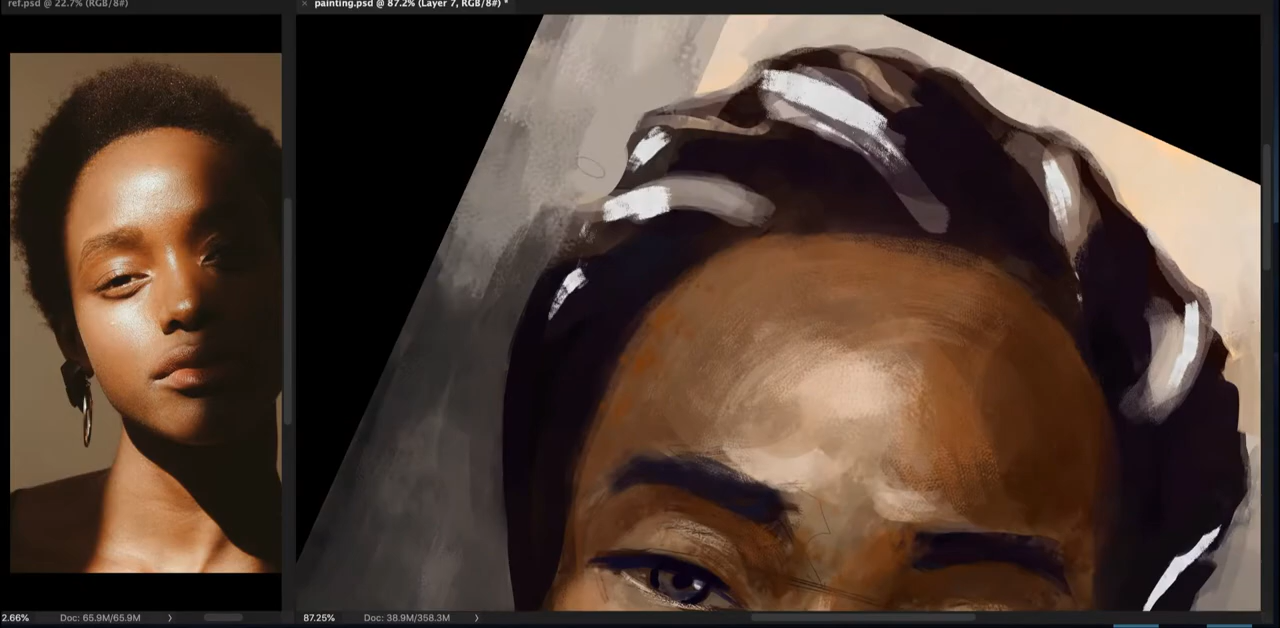 ref.psd @ 22.7% (RGB/8#)
× painting.psd @ 87.2% (Layer 7, RGB/8#) *
2.66% Doc: 65.9M/65.9M
87.25% Doc: 38.9M/358.3M